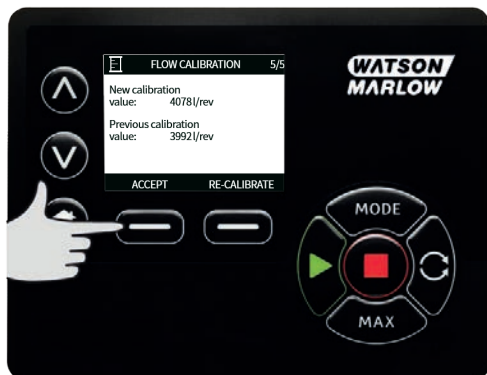 FLOW CALIBRATION 5/5
New calibration
value: 4078l/rev
Previous calibration
value: 3992l/rev
ACCEPT RE-CALIBRATE
WATSON
MARLOW
MODE
MAX